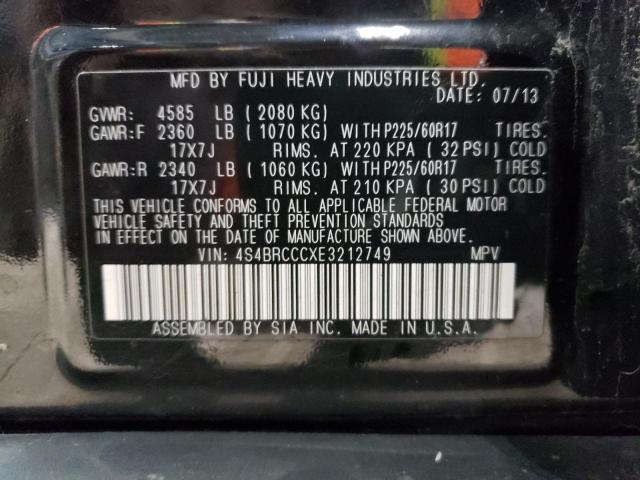 MFD BY FUJI HEAVY INDUSTRIES LTD.
DATE: 07/13
GVWR: 4585 LB ( 2080 KG)
GAWR:F 2360 LB ( 1070 KG) WITH P225/60R17 TIRES.
17X7J RIMS. AT 220 KPA ( 32 PSI) COLD
GAWR:R 2340 LB ( 1060 KG) WITH P225/60R17 TIRES.
17X7J RIMS. AT 210 KPA ( 30 PSI) COLD
THIS VEHICLE CONFORMS TO ALL APPLICABLE FEDERAL MOTOR
VEHICLE SAFETY AND THEFT PREVENTION STANDARDS
IN EFFECT ON THE DATE OF MANUFACTURE SHOWN ABOVE.
VIN: 4S4BRCCCXE3212749 MPV
ASSEMBLED BY SIA INC. MADE IN U.S.A.